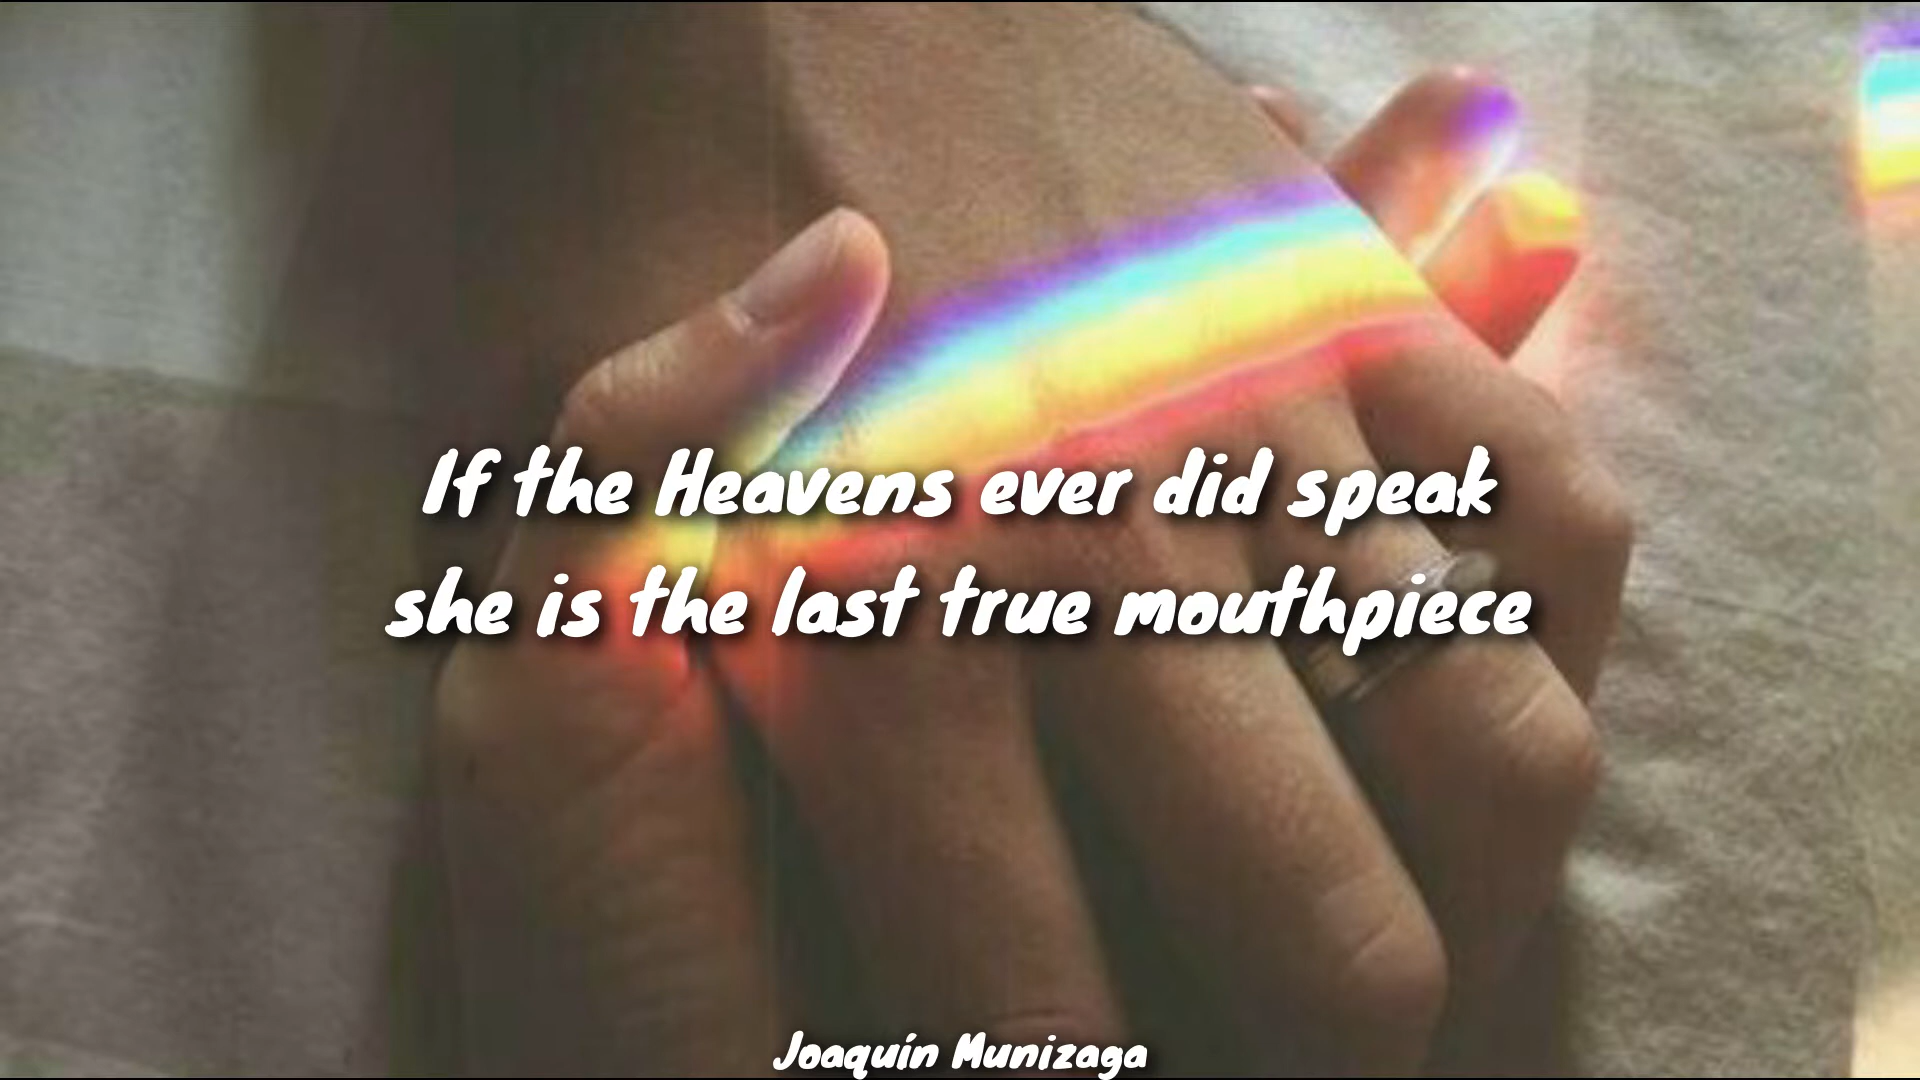 If the Heavens ever did speak
she is the last true mouthpiece
Joaquín Munizaga